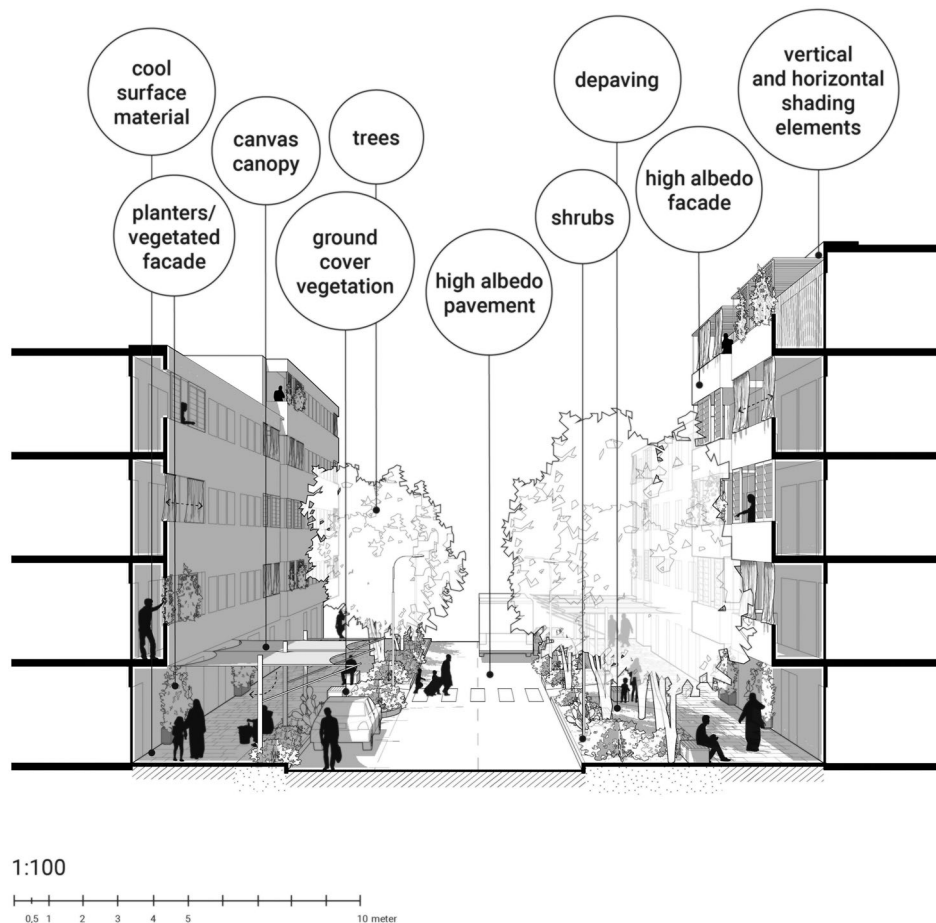 cool
surface
material
canvas
canopy
trees
depaving
vertical
and horizontal
shading
elements
planters/
vegetated
facade
ground
cover
vegetation
high albedo
pavement
shrubs
high albedo
facade
1:100
0,5 1 2 3 4 5 10 meter